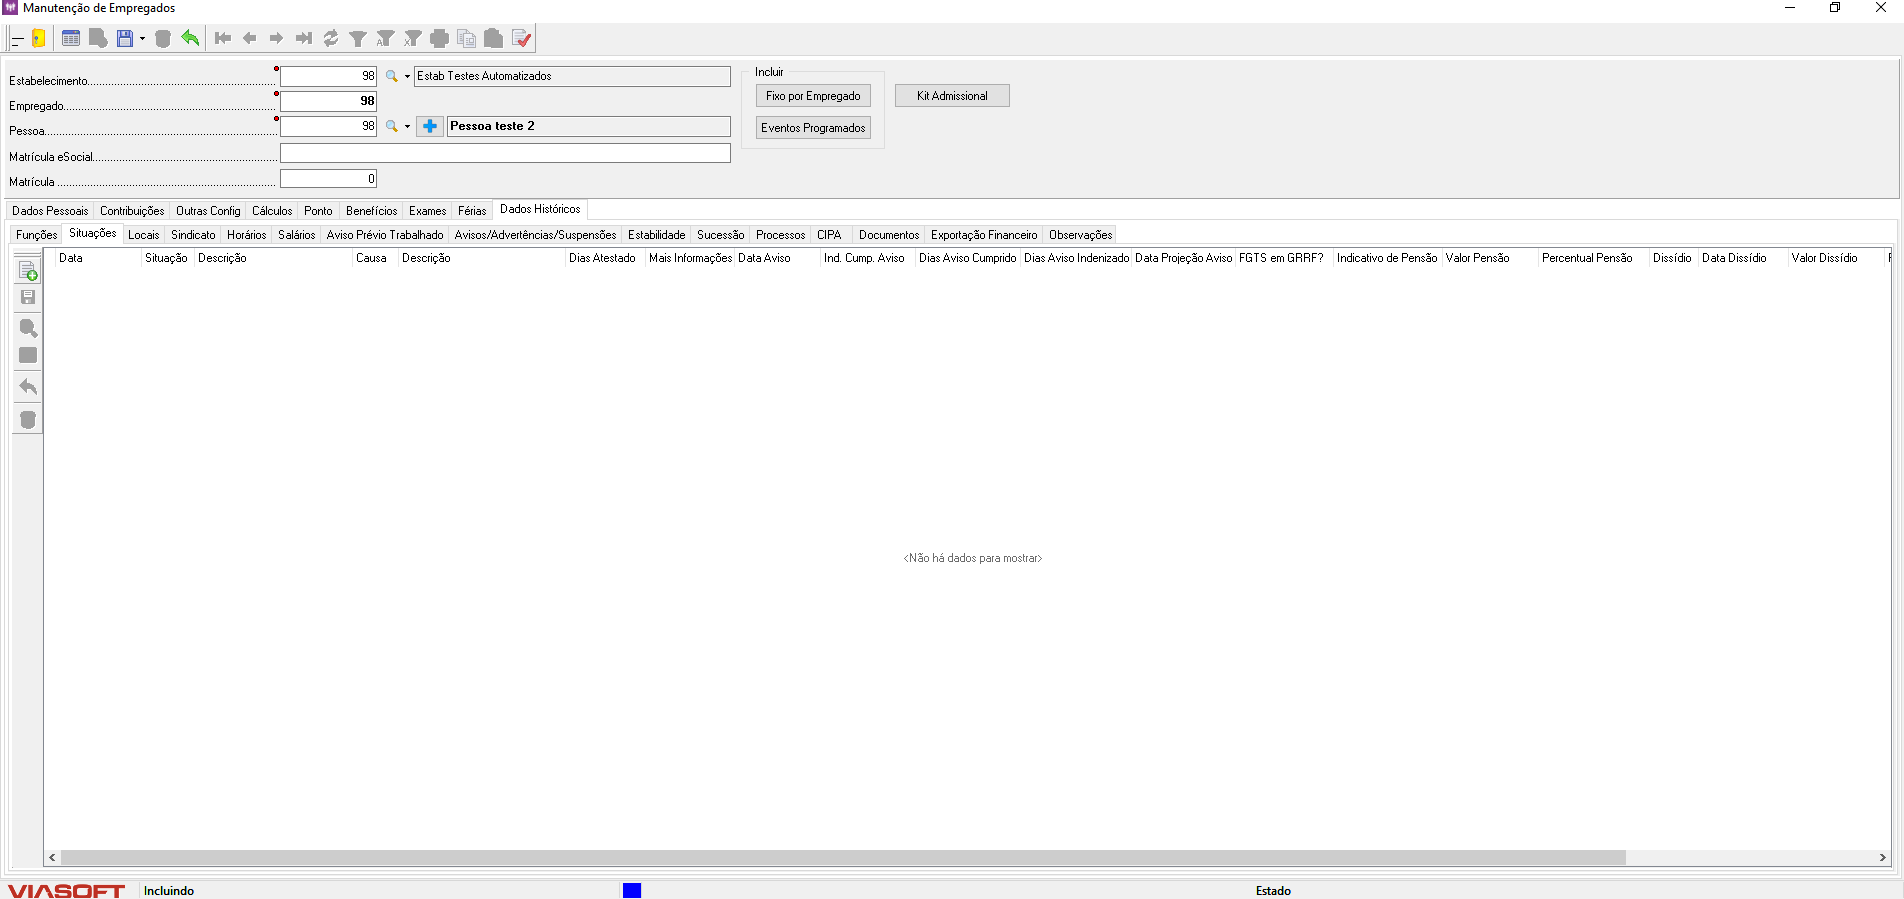 Manutenção de Empregados
Estabelecimento 98 Estab Testes Automatizados
Empregado 98
Pessoa 98 Pessoa teste 2
Matrícula eSocial
Matrícula 0
Incluir
Fixo por Empregado
Kit Admissional
Eventos Programados
Dados Pessoais Contribuições Outras Config Cálculos Ponto Benefícios Exames Férias Dados Históricos
Funções Situações Locais Sindicato Horários Salários Aviso Prévio Trabalhado Avisos/Advertências/Suspensões Estabilidade Sucessão Processos CIPA Documentos Exportação Financeiro Observações
Data Situação Descrição Causa Descrição Dias Atestado Mais Informações Data Aviso Ind. Cump. Aviso Dias Aviso Cumprido Dias Aviso Indenizado Data Projeção Aviso FGTS em GRRF? Indicativo de Pensão Valor Pensão Percentual Pensão Dissídio Data Dissídio Valor Dissídio
<Não há dados para mostrar>
VIASOFT Incluindo Estado